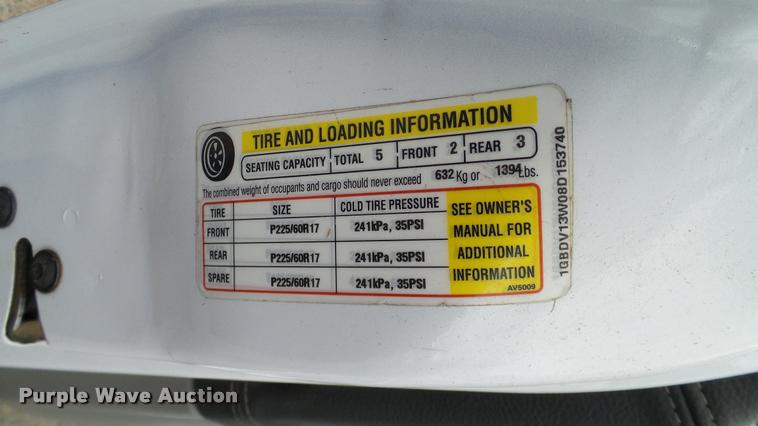 TIRE AND LOADING INFORMATION
SEATING CAPACITY TOTAL 5 FRONT 2 REAR 3
The combined weight of occupants and cargo should never exceed 632 Kg or 1394 Lbs.
TIRE SIZE COLD TIRE PRESSURE
FRONT P225/60R17 241kPa, 35PSI
REAR P225/60R17 241kPa, 35PSI
SPARE P225/60R17 241kPa, 35PSI
SEE OWNER'S
MANUAL FOR
ADDITIONAL
INFORMATION
AV5009
1GBDV13W08D153740
Purple Wave Auction